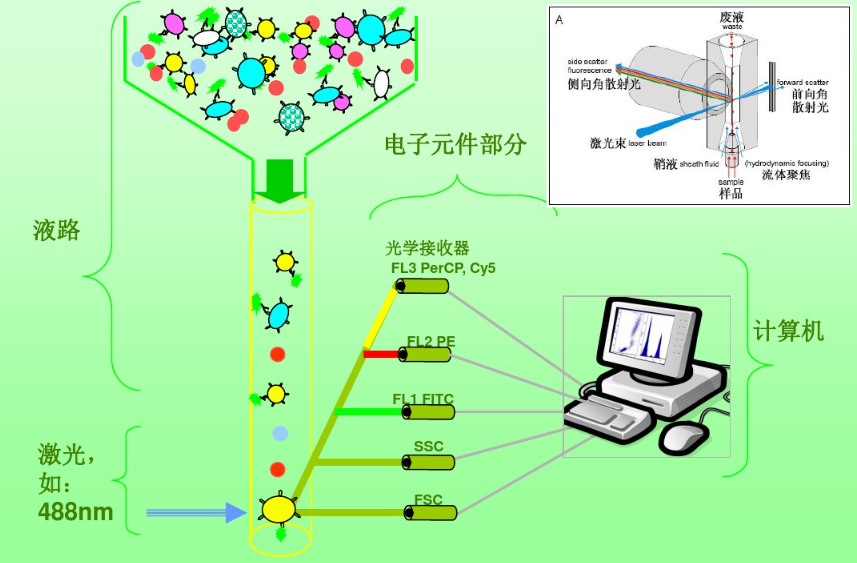 A
废液
waste
side scatter
fluorescence
侧向角散射光
forward scatter
前向角
散射光
激光束 laser beam
鞘液 sheath fluid
(hydrodynamic focusing)
流体聚焦
sample
样品
电子元件部分
液路
光学接收器
FL3 PerCP, Cy5
FL2 PE
FL1 FITC
SSC
FSC
计算机
激光，
如：
488nm